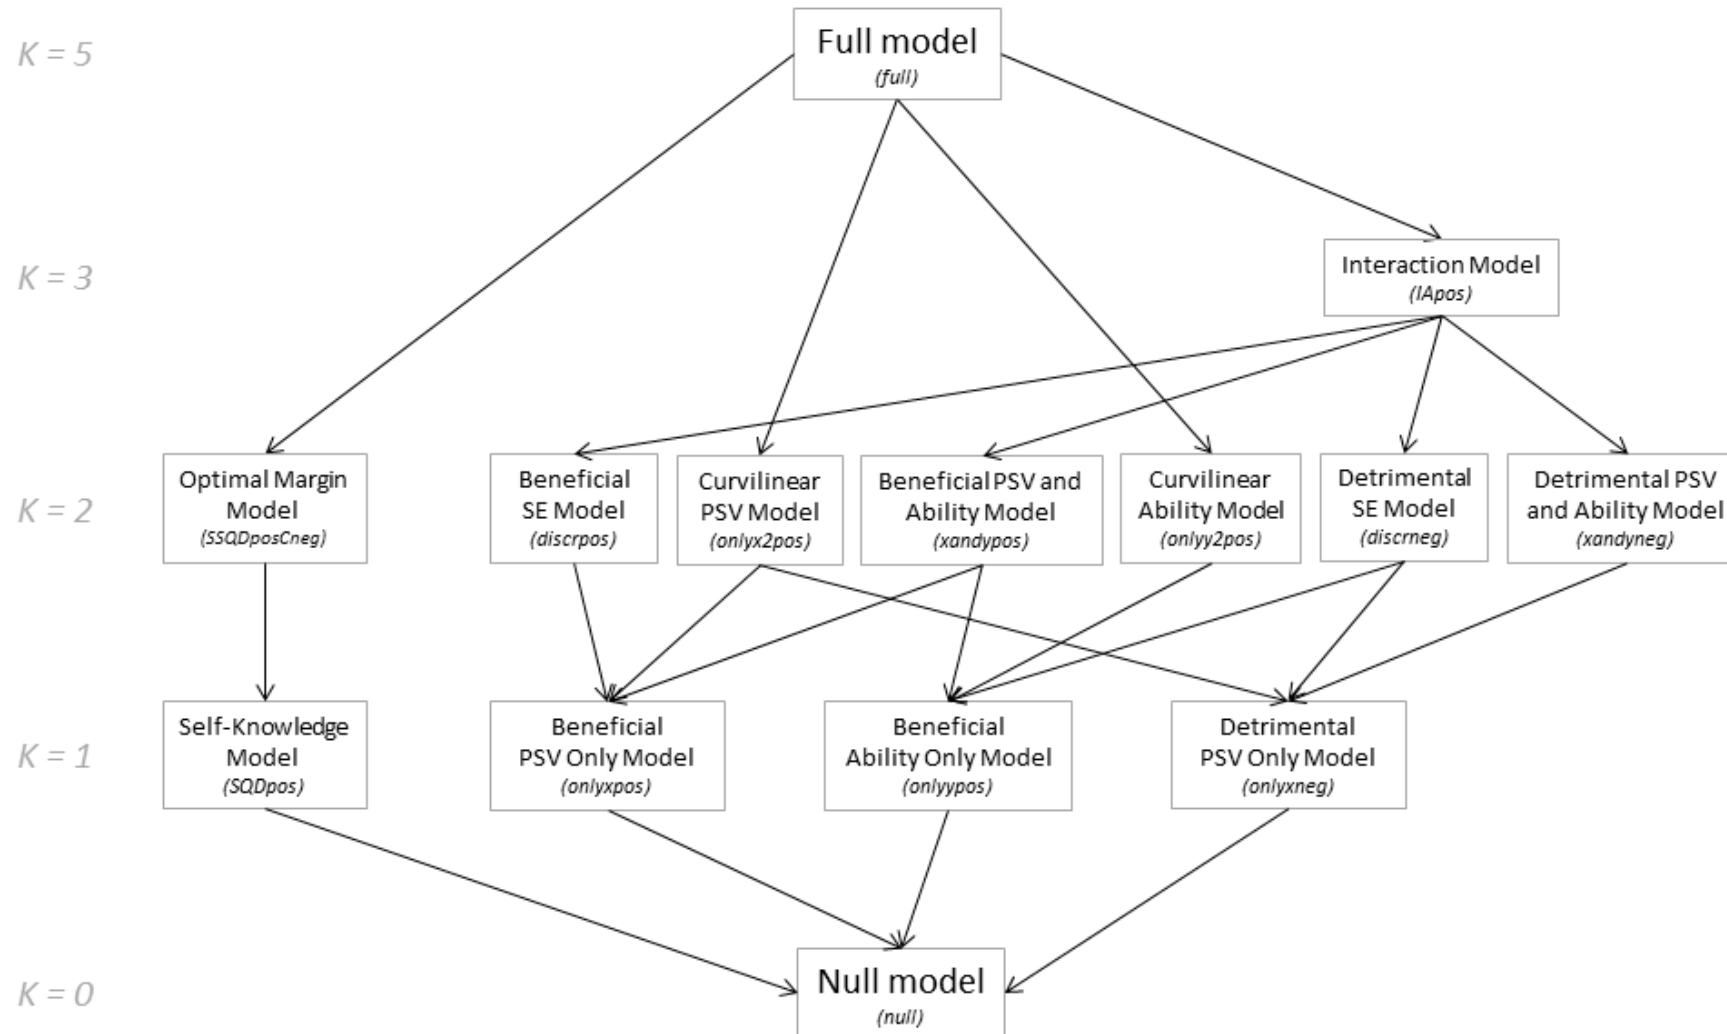 K = 5
Full model
(full)
K = 3
Interaction Model
(IApos)
K = 2
Optimal Margin
Model
(SSQDposCneg)
Beneficial
SE Model
(discrpos)
Curvilinear
PSV Model
(onlyx2pos)
Beneficial PSV and
Ability Model
(xandypos)
Curvilinear
Ability Model
(onlyy2pos)
Detrimental
SE Model
(discrneg)
Detrimental PSV
and Ability Model
(xandyneg)
K = 1
Self-Knowledge
Model
(SQDpos)
Beneficial
PSV Only Model
(onlyxpos)
Beneficial
Ability Only Model
(onlyypos)
Detrimental
PSV Only Model
(onlyxneg)
K = 0
Null model
(null)